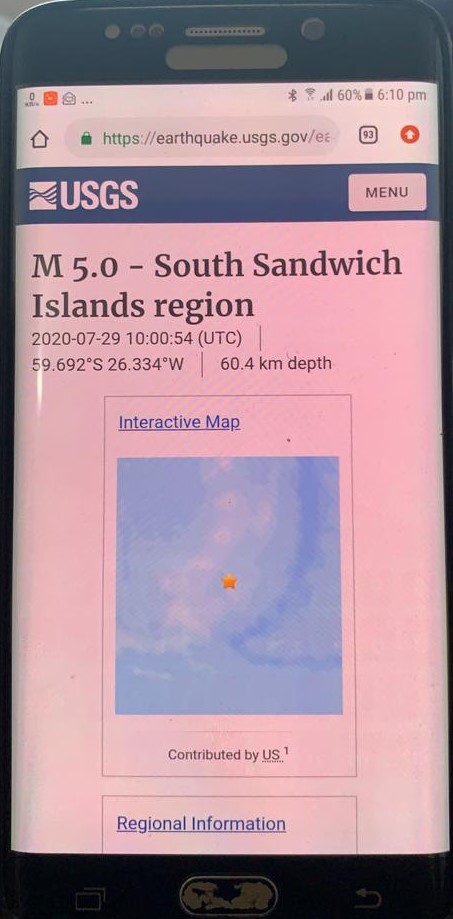 0
K/s ... 60% 6:10 pm
https://earthquake.usgs.gov/ea 93
USGS MENU
M 5.0 - South Sandwich
Islands region
2020-07-29 10:00:54 (UTC)
59.692°S 26.334°W 60.4 km depth
Interactive Map
Contributed by US 1
Regional Information